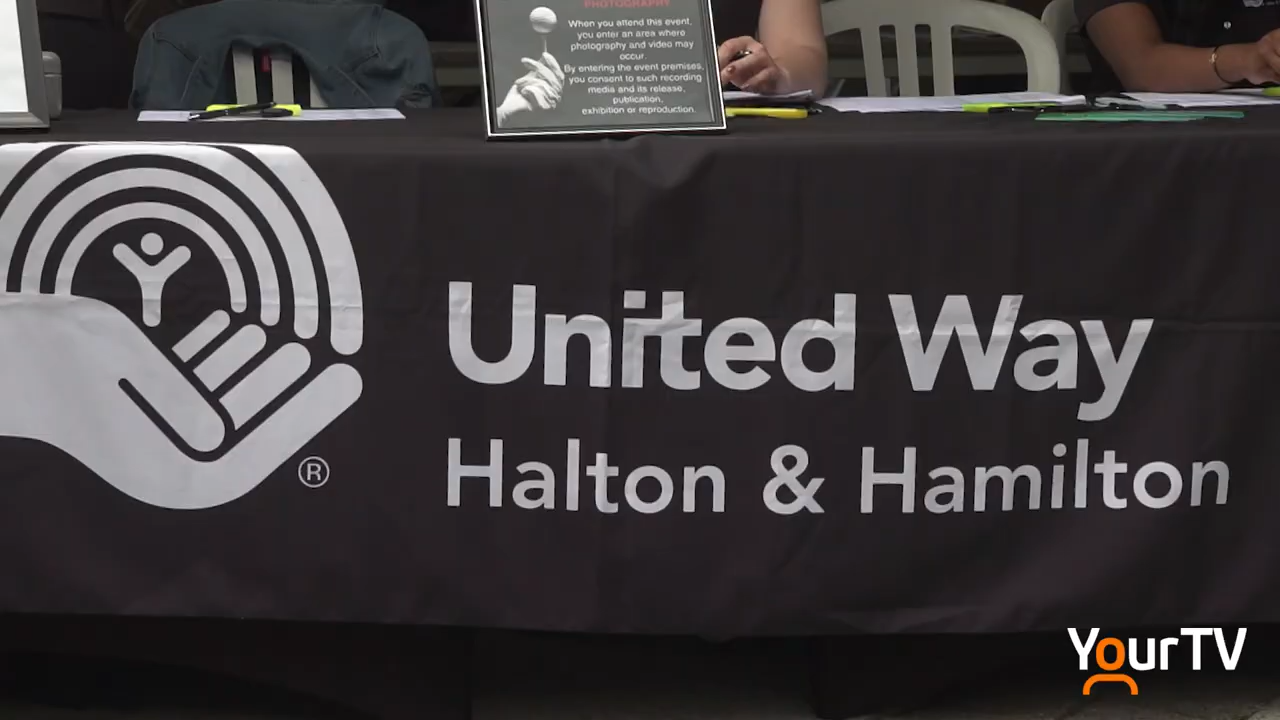 PHOTOGRAPHY
When you attend this event,
you enter an area where
photography and video may
occur.
By entering the event premises,
you consent to such recording
media and its release,
publication,
exhibition or reproduction.
United Way
Halton & Hamilton
®
YourTV